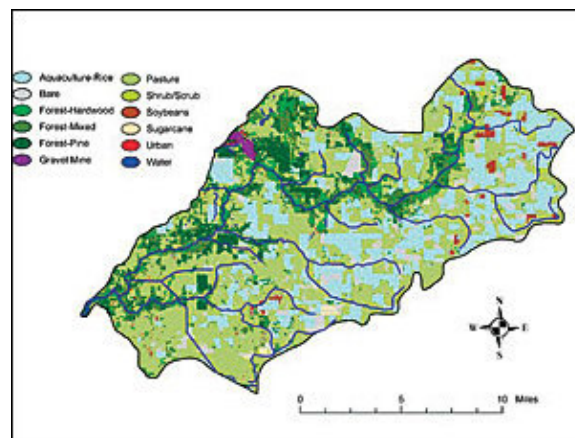 Aquaculture-Rice
Bare
Forest-Hardwood
Forest-Mixed
Forest-Pine
Gravel Mine
Pasture
Shrub/Scrub
Soybeans
Sugarcane
Urban
Water
N
W E
S
0 5 10 Miles